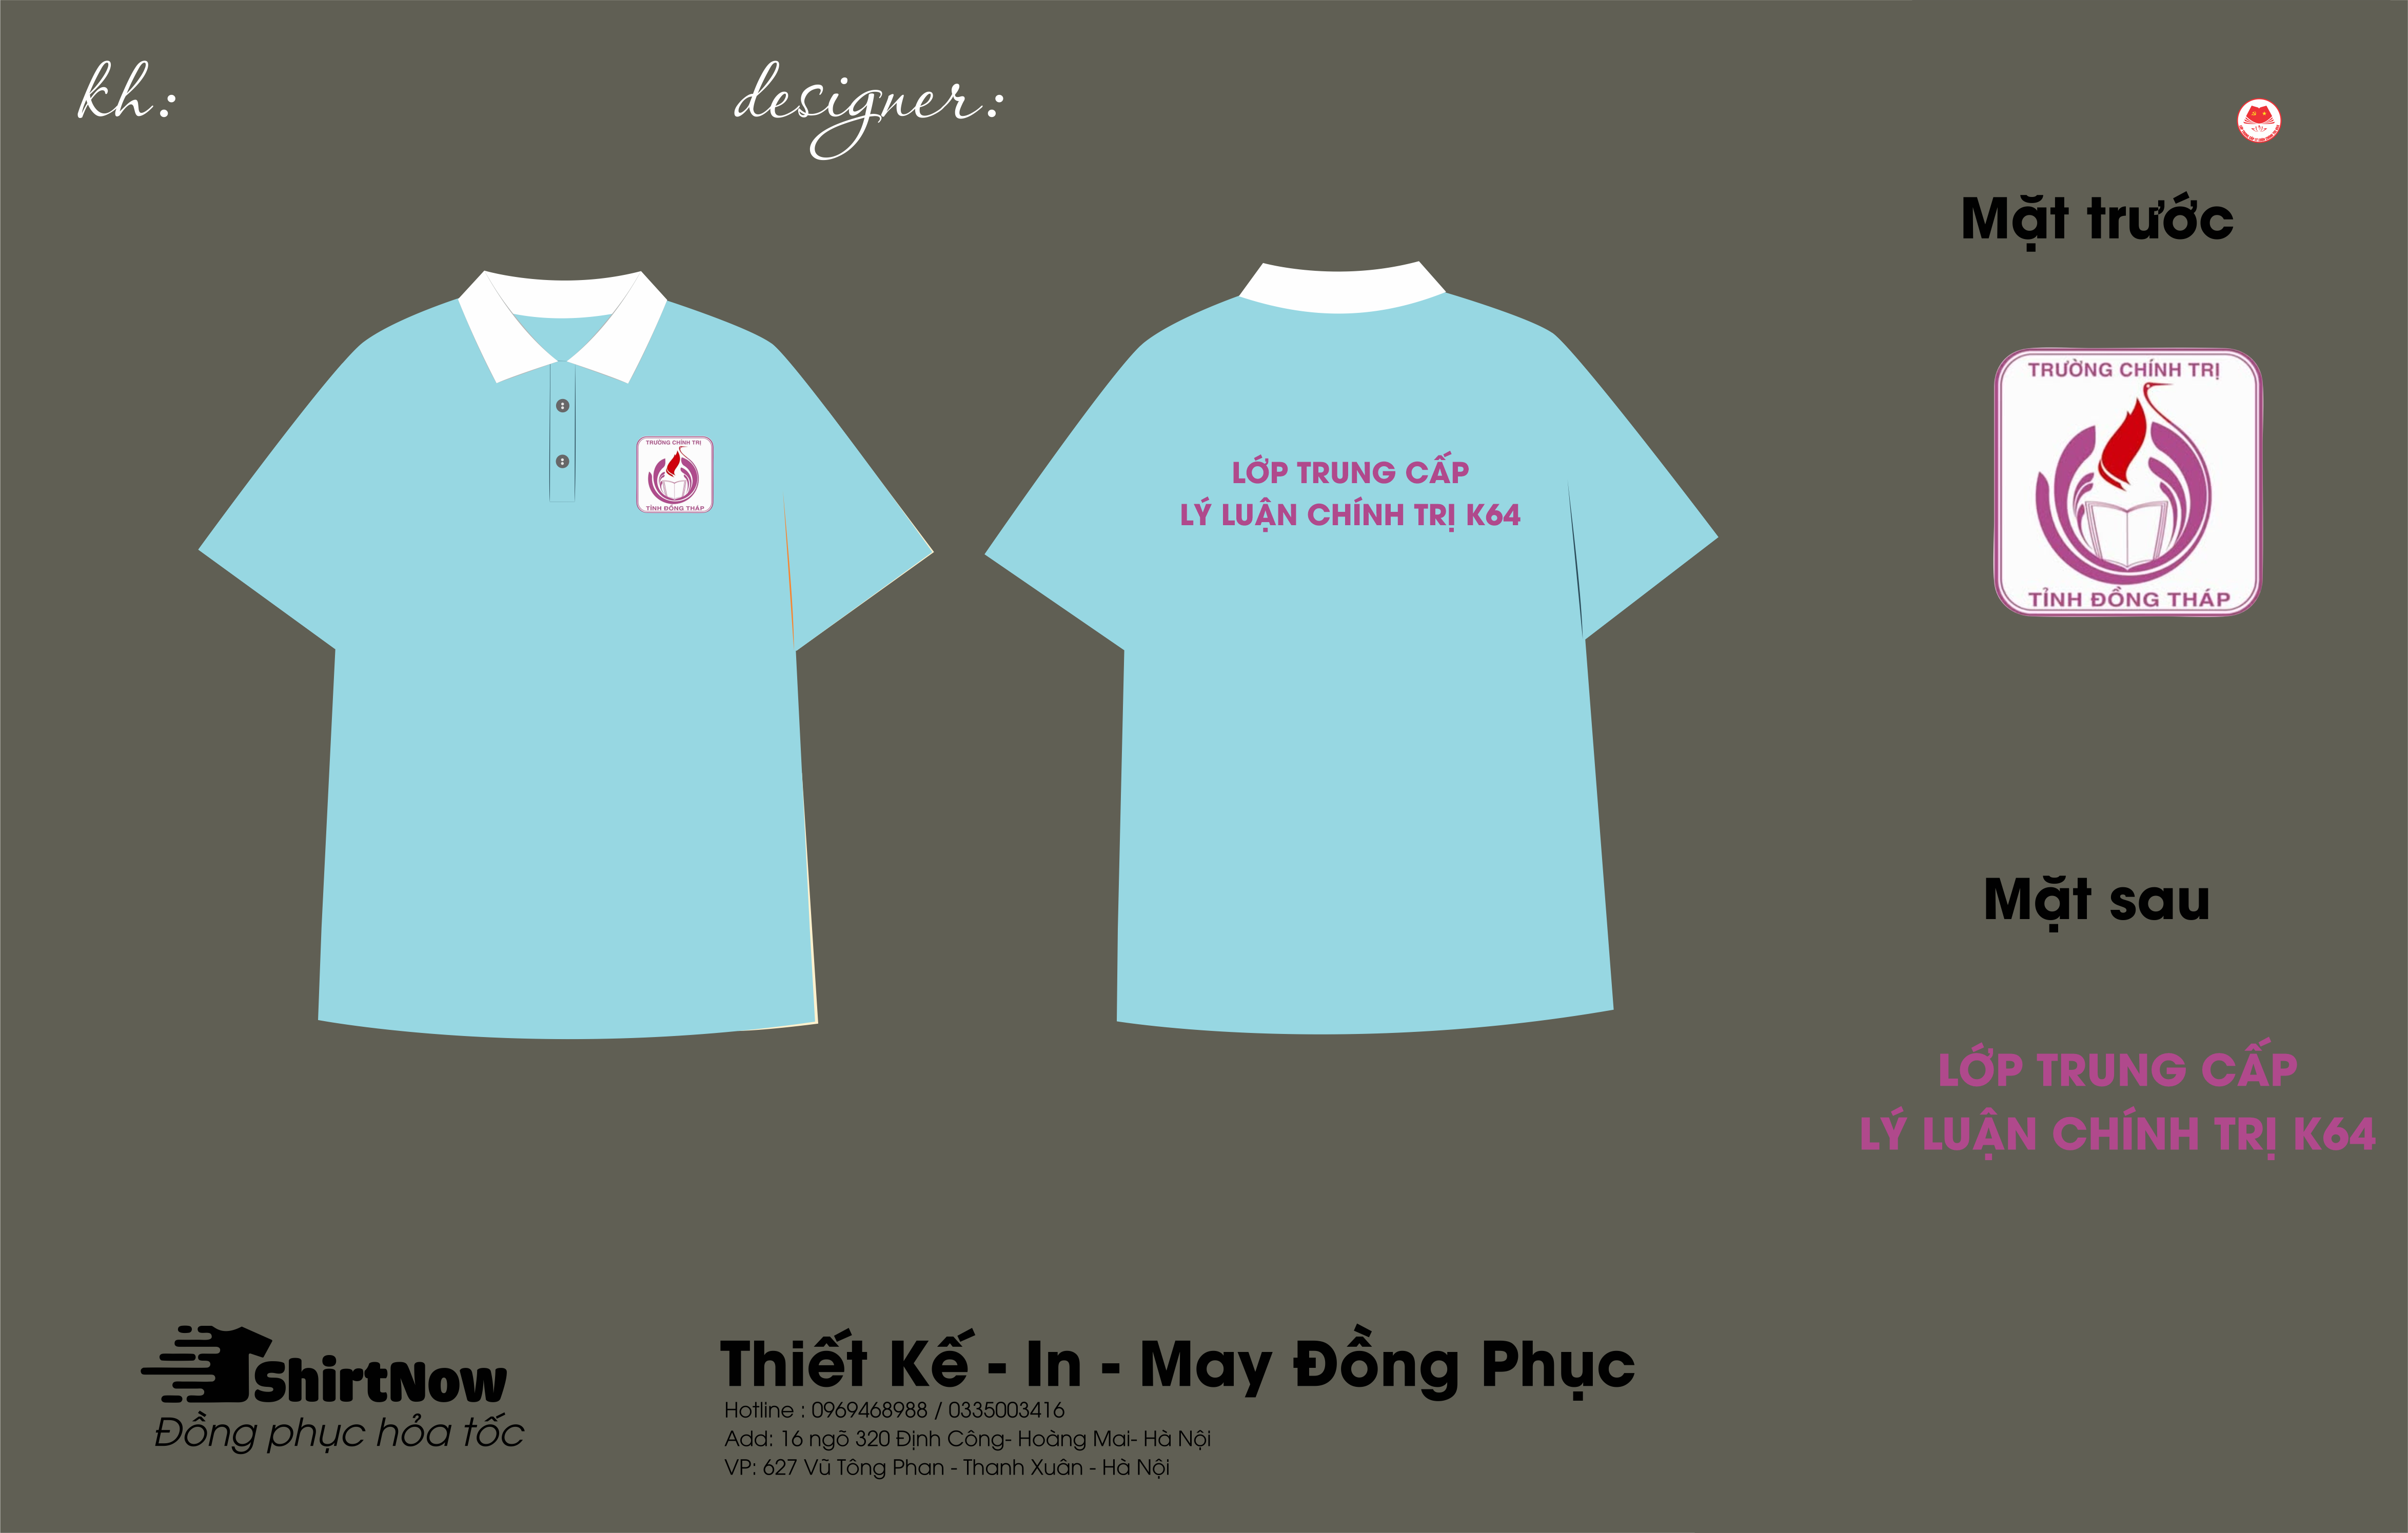 kh:
designer:
Mặt trước
TRƯỜNG CHÍNH TRỊ
TỈNH ĐỒNG THÁP
TRƯỜNG CHÍNH TRỊ
TỈNH ĐỒNG THÁP
LỚP TRUNG CẤP
LÝ LUẬN CHÍNH TRỊ K64
Mặt sau
LỚP TRUNG CẤP
LÝ LUẬN CHÍNH TRỊ K64
ShirtNow
Đồng phục hỏa tốc
Thiết Kế - In - May Đồng Phục
Hotline : 0969468988 / 0335003416
Add: 16 ngõ 320 Định Công- Hoàng Mai- Hà Nội
VP: 627 Vũ Tông Phan - Thanh Xuân - Hà Nội